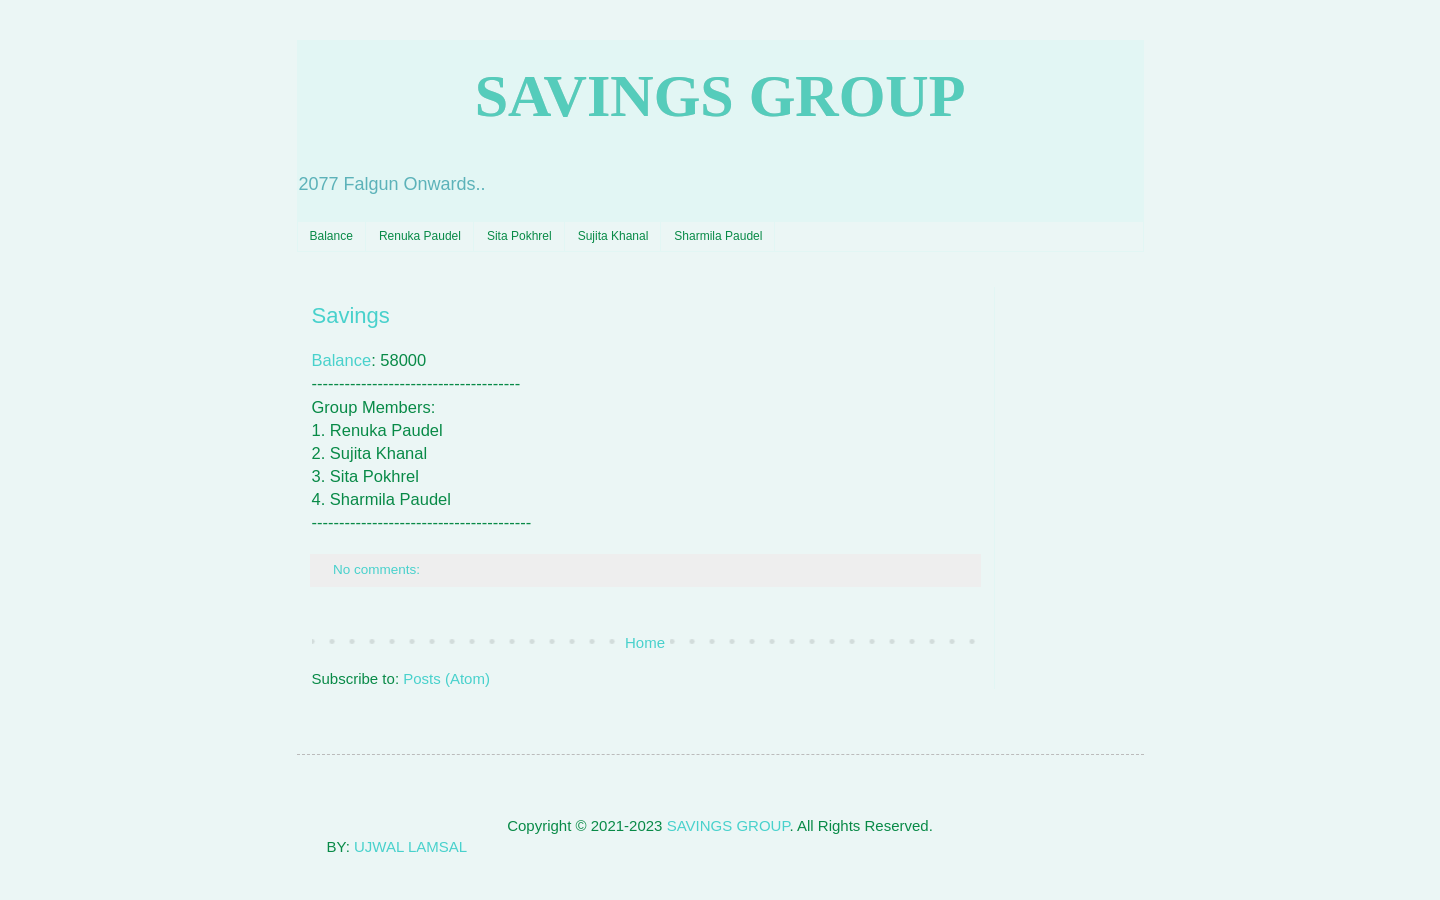 SAVINGS GROUP
2077 Falgun Onwards..
Balance Renuka Paudel Sita Pokhrel Sujita Khanal Sharmila Paudel
Savings
Balance: 58000
--------------------------------------
Group Members:
1. Renuka Paudel
2. Sujita Khanal
3. Sita Pokhrel
4. Sharmila Paudel
----------------------------------------
No comments:
Home
Subscribe to: Posts (Atom)
Copyright © 2021-2023 SAVINGS GROUP. All Rights Reserved.
BY: UJWAL LAMSAL